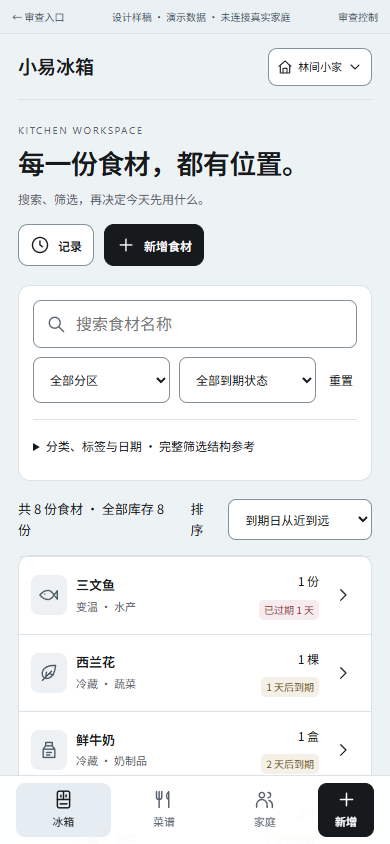 ← 审查入口
设计样稿 • 演示数据 • 未连接真实家庭
审查控制
小易冰箱
林间小家
KITCHEN WORKSPACE
每一份食材，都有位置。
搜索、筛选，再决定今天先用什么。
记录
新增食材
搜索食材名称
全部分区
全部到期状态
重置
▶ 分类、标签与日期 • 完整筛选结构参考
共 8 份食材 • 全部库存 8
份
排
序
到期日从近到远
三文鱼
变温 • 水产
1 份
已过期 1 天
西兰花
冷藏 • 蔬菜
1 棵
1 天后到期
鲜牛奶
冷藏 • 奶制品
1 盒
2 天后到期
冰箱
菜谱
家庭
新增